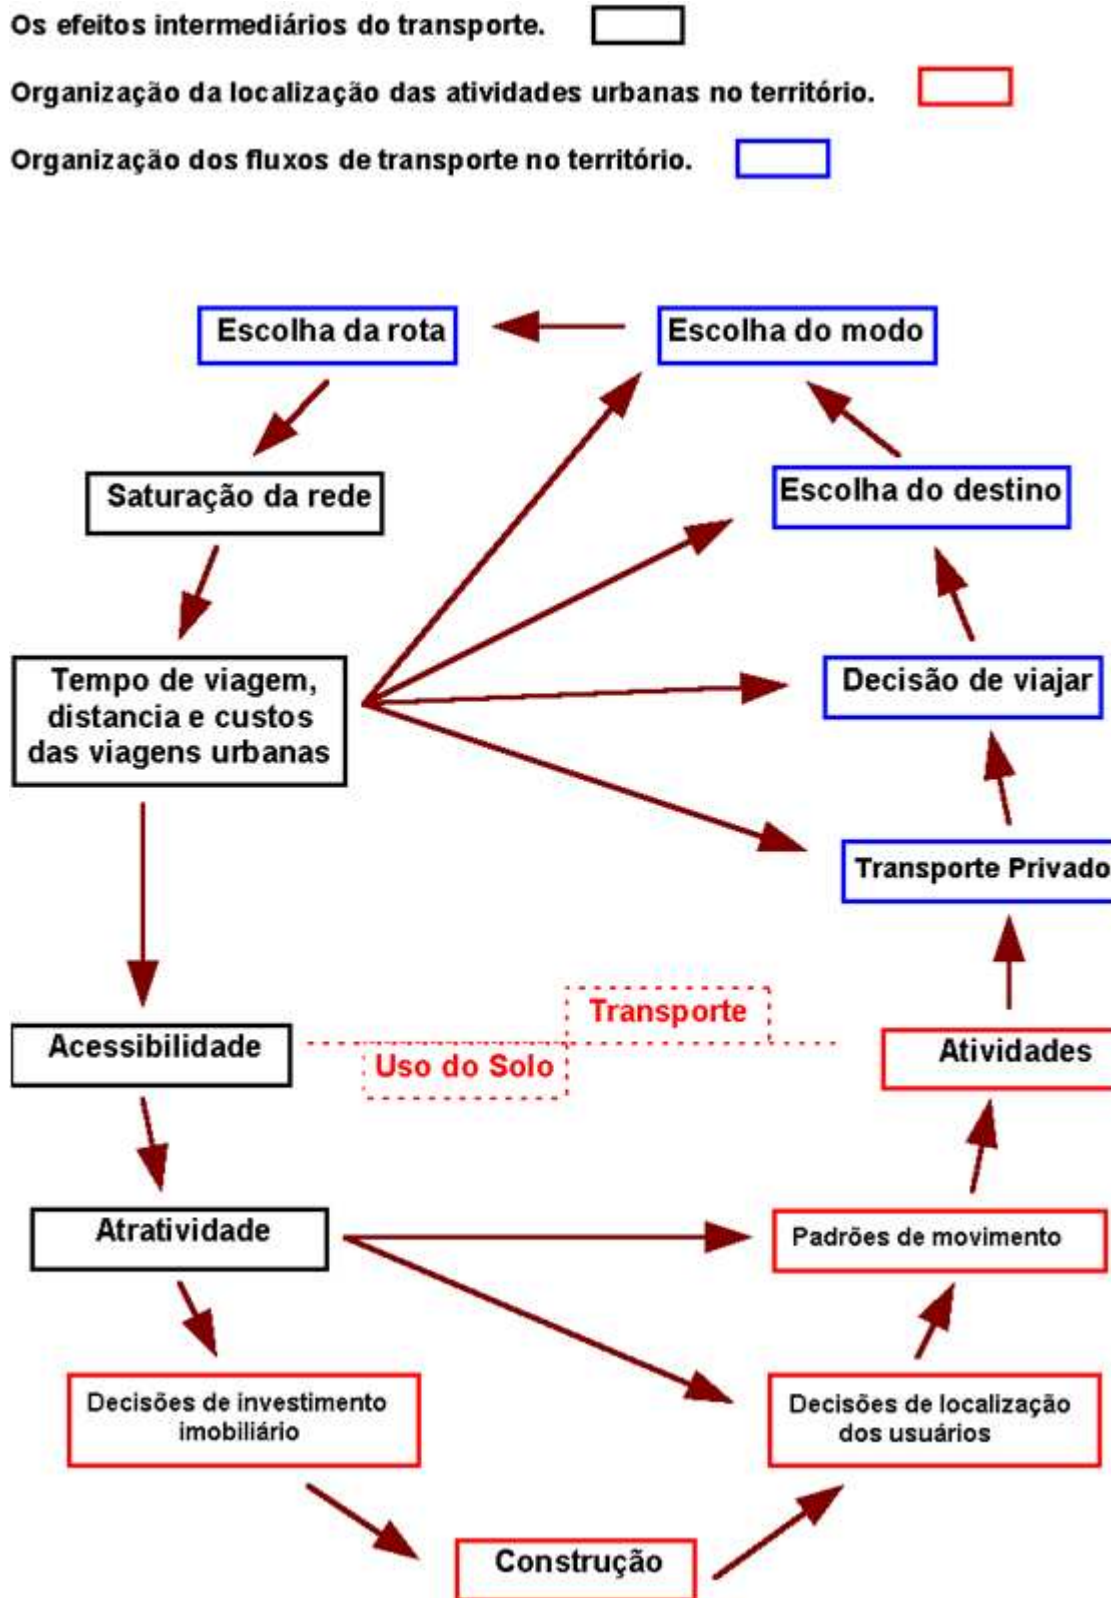 Os efeitos intermediários do transporte.
Organização da localização das atividades urbanas no território.
Organização dos fluxos de transporte no território.
Escolha da rota
Escolha do modo
Saturação da rede
Escolha do destino
Tempo de viagem,
distancia e custos
das viagens urbanas
Decisão de viajar
Transporte Privado
Transporte
Acessibilidade
Uso do Solo
Atividades
Atratividade
Padrões de movimento
Decisões de investimento
imobiliário
Decisões de localização
dos usuários
Construção